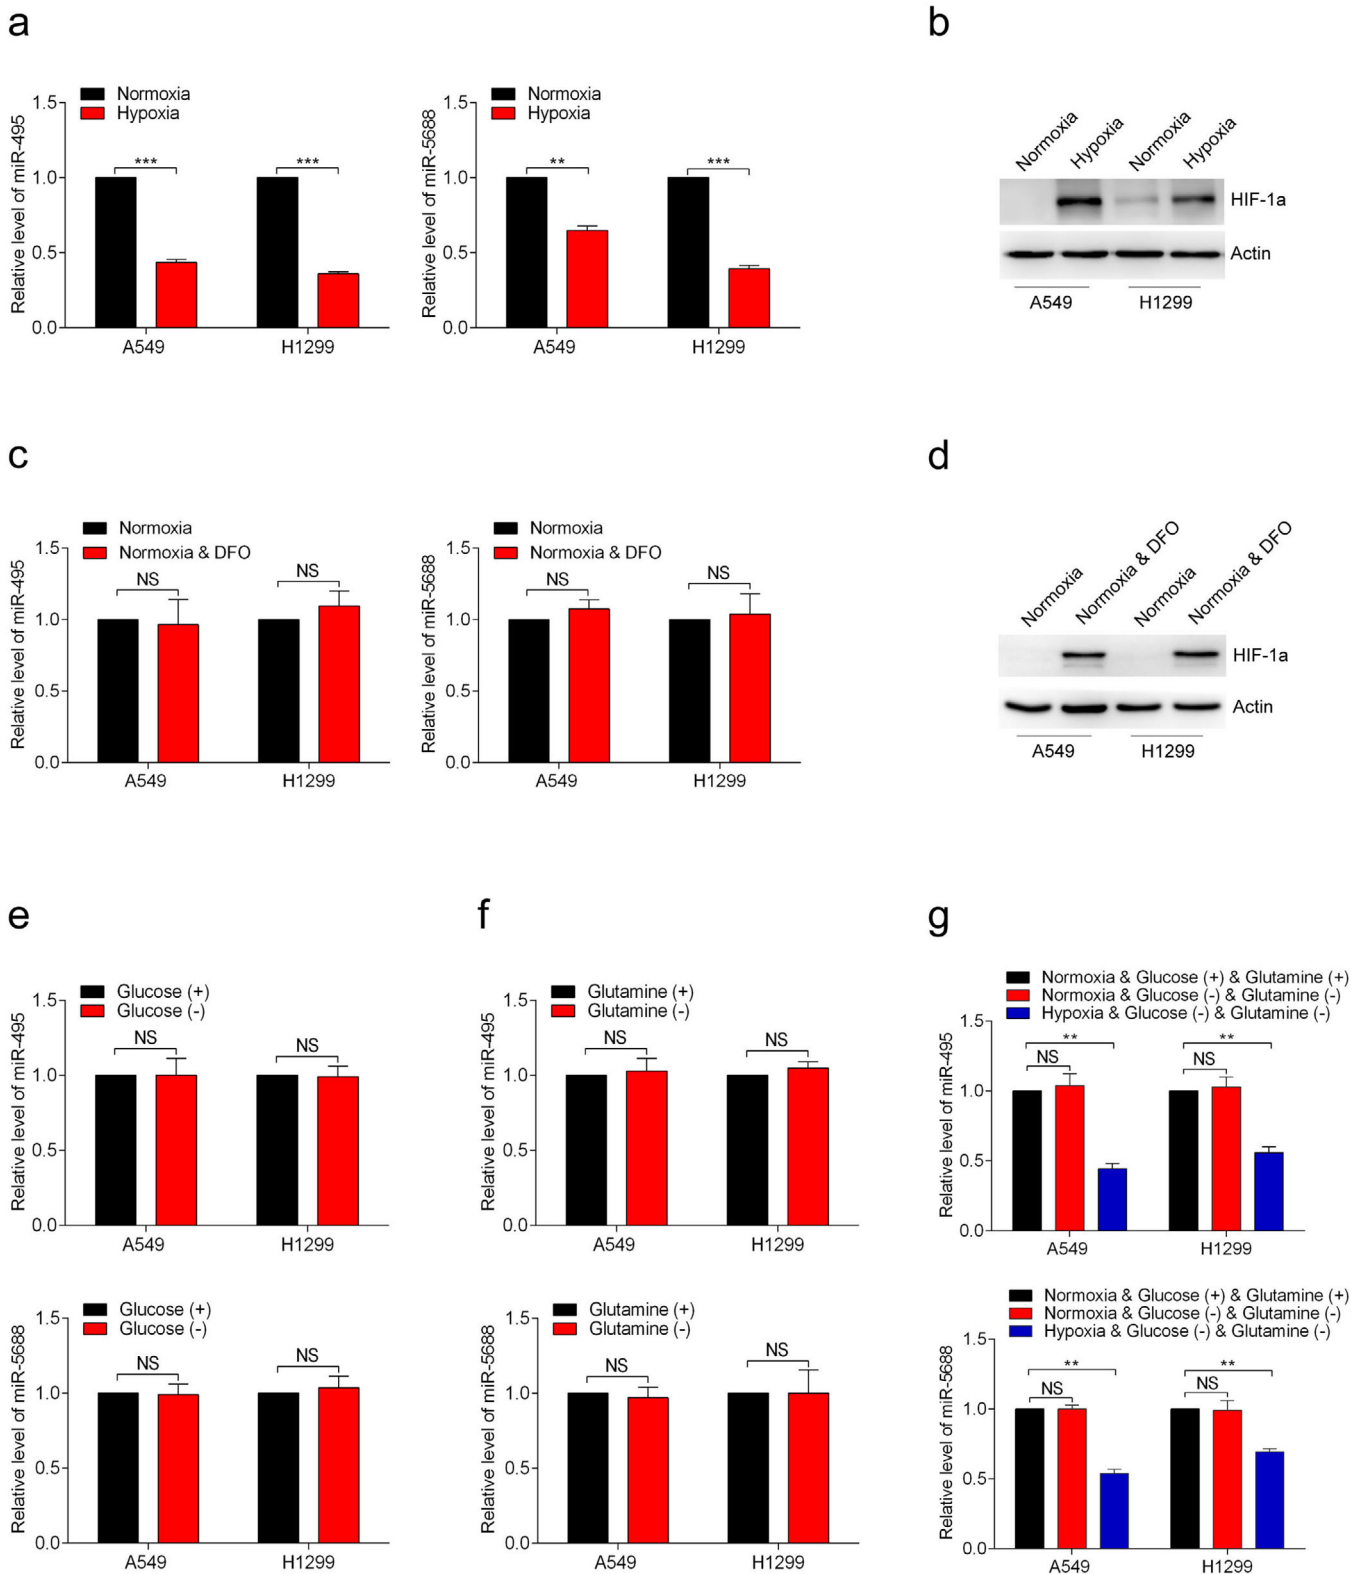 a
Normoxia
Hypoxia
Relative level of miR-495
1.5
1.0
0.5
0.0
***
***
A549
H1299
Normoxia
Hypoxia
Relative level of miR-5688
1.5
1.0
0.5
0.0
**
***
A549
H1299
b
Normoxia
Hypoxia
Normoxia
Hypoxia
HIF-1a
Actin
A549
H1299
c
Normoxia
Normoxia & DFO
Relative level of miR-495
1.5
1.0
0.5
0.0
NS
NS
A549
H1299
Normoxia
Normoxia & DFO
Relative level of miR-5688
1.5
1.0
0.5
0.0
NS
NS
A549
H1299
d
Normoxia
Normoxia & DFO
Normoxia
Normoxia & DFO
HIF-1a
Actin
A549
H1299
e
Glucose (+)
Glucose (-)
Relative level of miR-495
1.5
1.0
0.5
0.0
NS
NS
A549
H1299
Glucose (+)
Glucose (-)
Relative level of miR-5688
1.5
1.0
0.5
0.0
NS
NS
A549
H1299
f
Glutamine (+)
Glutamine (-)
Relative level of miR-495
1.5
1.0
0.5
0.0
NS
NS
A549
H1299
Glutamine (+)
Glutamine (-)
Relative level of miR-5688
1.5
1.0
0.5
0.0
NS
NS
A549
H1299
g
Normoxia & Glucose (+) & Glutamine (+)
Normoxia & Glucose (-) & Glutamine (-)
Hypoxia & Glucose (-) & Glutamine (-)
Relative level of miR-495
1.5
1.0
0.5
0.0
**
NS
**
NS
A549
H1299
Normoxia & Glucose (+) & Glutamine (+)
Normoxia & Glucose (-) & Glutamine (-)
Hypoxia & Glucose (-) & Glutamine (-)
Relative level of miR-5688
1.5
1.0
0.5
0.0
**
NS
**
NS
A549
H1299